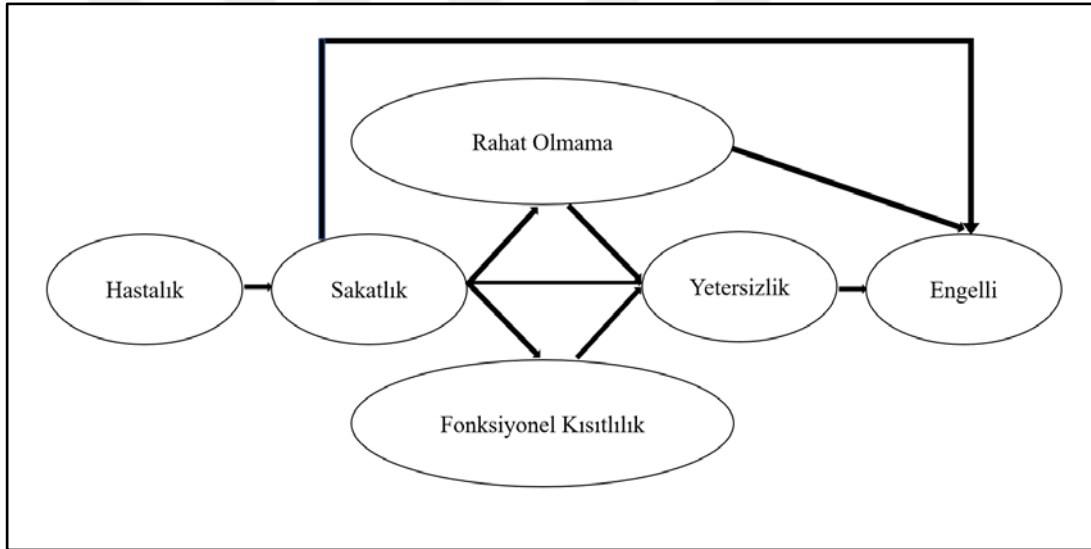 Rahat Olmama
Hastalık
Sakatlık
Yetersizlik
Engelli
Fonksiyonel Kısıtlılık